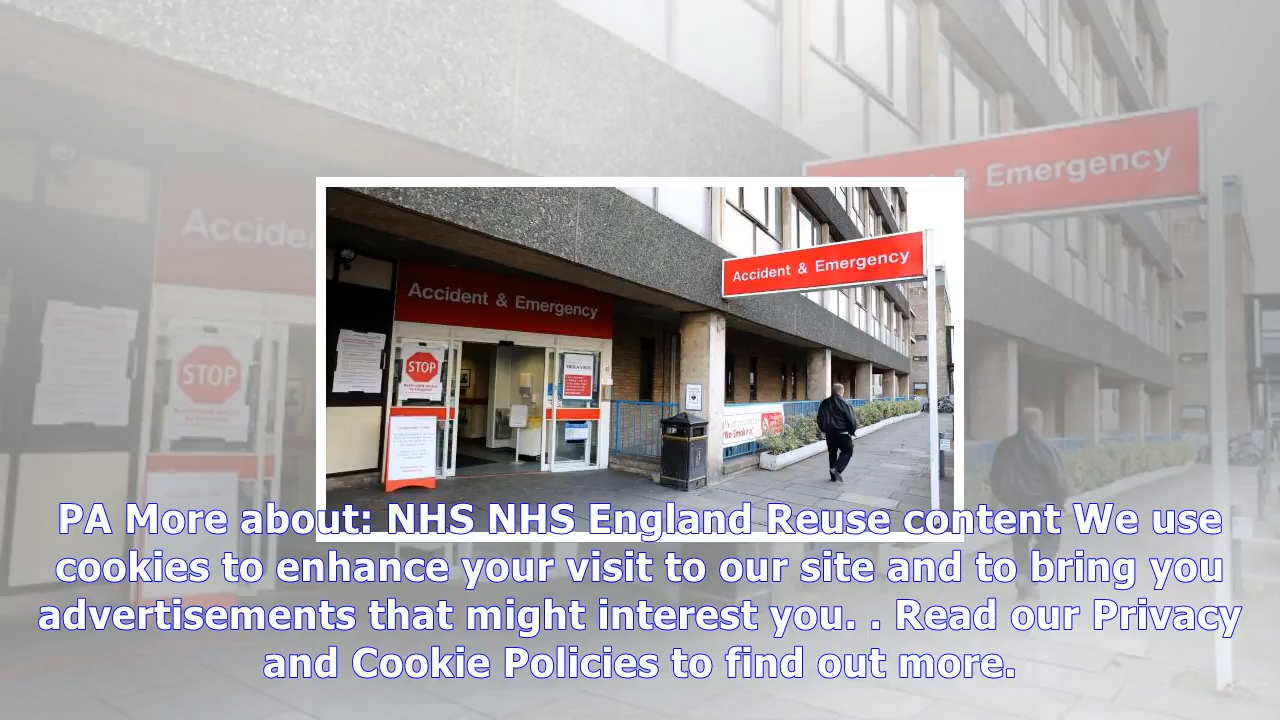 Accident & Emergency
Accident & Emergency
STOP
No Smoking
Acciden
STOP
& Emergency
PA More about: NHS NHS England Reuse content We use
cookies to enhance your visit to our site and to bring you
advertisements that might interest you. . Read our Privacy
and Cookie Policies to find out more.